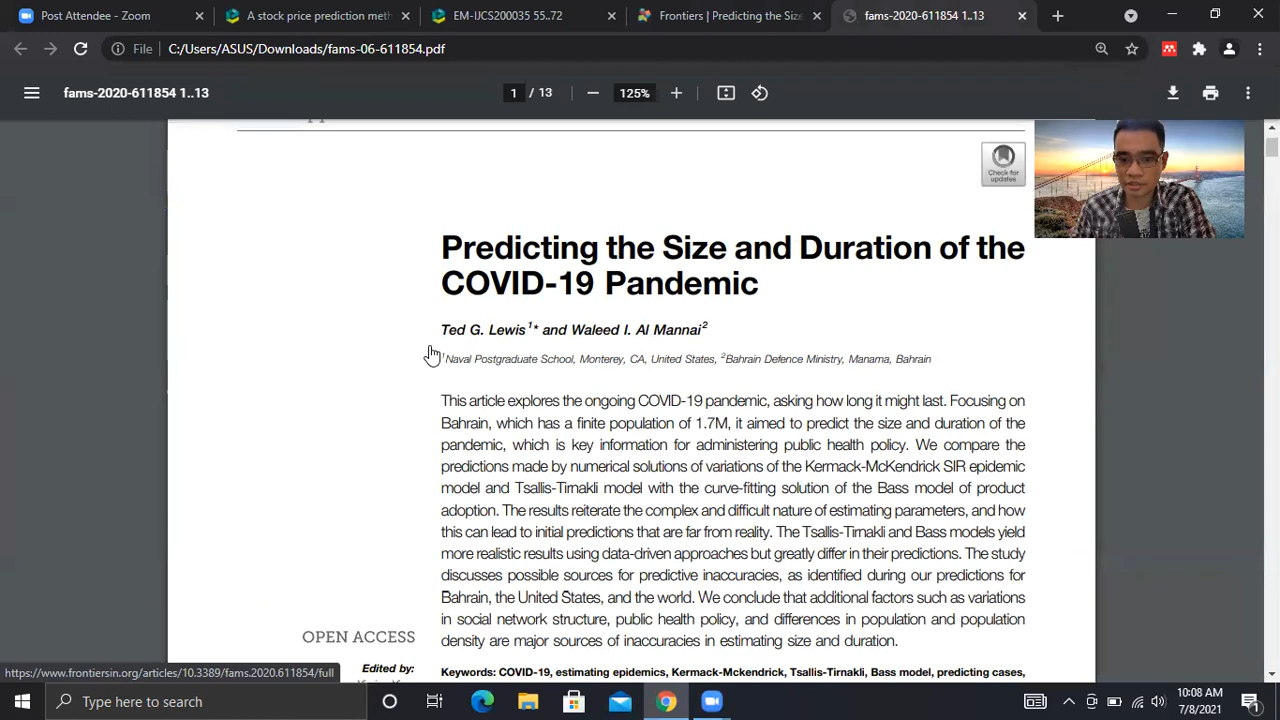 Post Attendee - Zoom
A stock price prediction meth
EM-IJCS200035 55..72
Frontiers | Predicting the Size
fams-2020-611854 1..13
File
C:/Users/ASUS/Downloads/fams-06-611854.pdf
fams-2020-611854 1..13
1 / 13
125%
Check for
updates
Predicting the Size and Duration of the
COVID-19 Pandemic
Ted G. Lewis 1* and Waleed I. Al Mannai 2
1Naval Postgraduate School, Monterey, CA, United States, 2Bahrain Defence Ministry, Manama, Bahrain
This article explores the ongoing COVID-19 pandemic, asking how long it might last. Focusing on
Bahrain, which has a finite population of 1.7M, it aimed to predict the size and duration of the
pandemic, which is key information for administering public health policy. We compare the
predictions made by numerical solutions of variations of the Kermack-McKendrick SIR epidemic
model and Tsallis-Tirnakli model with the curve-fitting solution of the Bass model of product
adoption. The results reiterate the complex and difficult nature of estimating parameters, and how
this can lead to initial predictions that are far from reality. The Tsallis-Tirnakli and Bass models yield
more realistic results using data-driven approaches but greatly differ in their predictions. The study
discusses possible sources for predictive inaccuracies, as identified during our predictions for
Bahrain, the United States, and the world. We conclude that additional factors such as variations
in social network structure, public health policy, and differences in population and population
density are major sources of inaccuracies in estimating size and duration.
OPEN ACCESS
Edited by:
Keywords: COVID-19, estimating epidemics, Kermack-Mckendrick, Tsallis-Tirnakli, Bass model, predicting cases,
https://www.frontiersin.org/articles/10.3389/fams.2020.611854/full
Type here to search
10:08 AM
7/8/2021
1